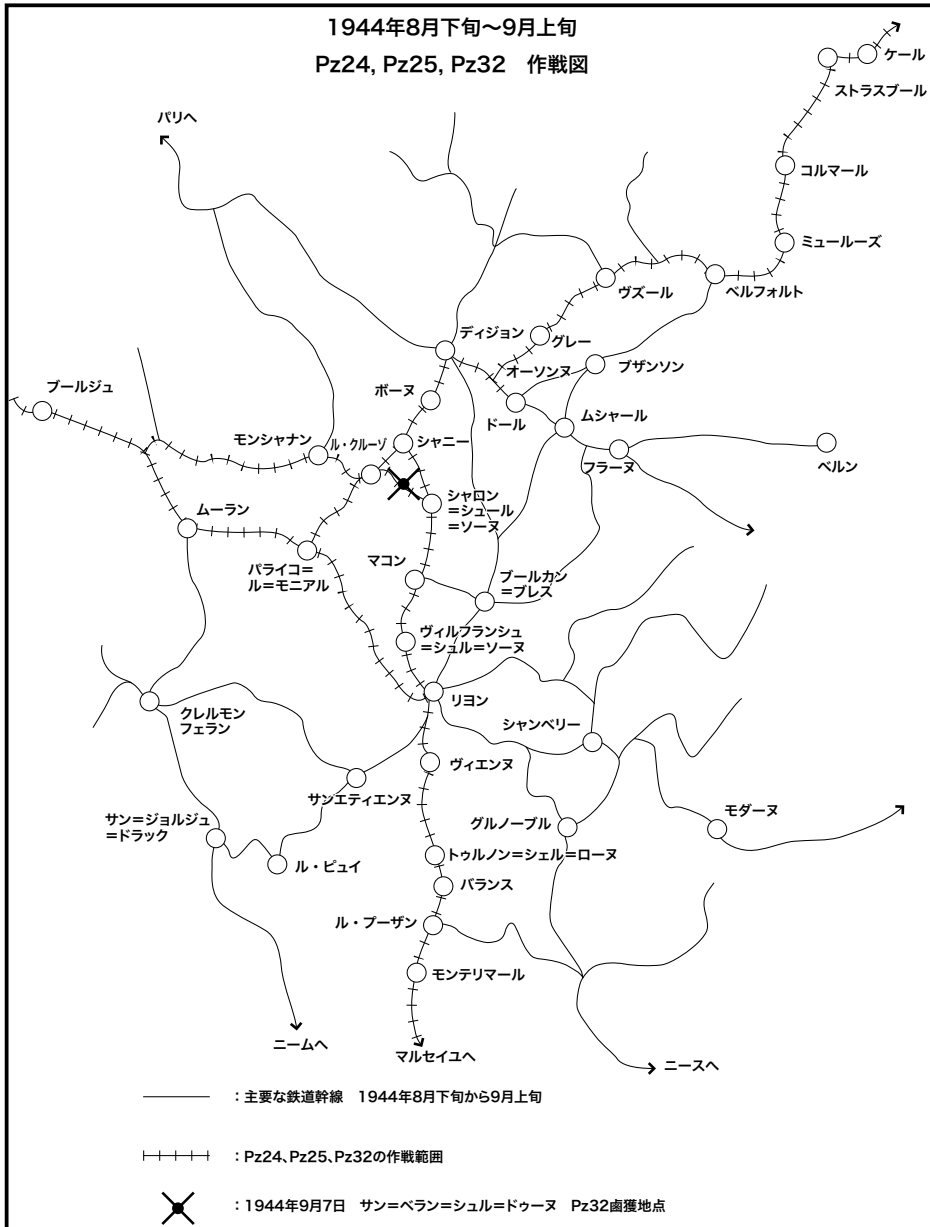 1944年8月下旬〜9月上旬
Pz24, Pz25, Pz32　作戦図
ケール
ストラスブール
パリへ
コルマール
ミュールーズ
ヴズール
ベルフォルト
ディジョン
グレー
オーソンヌ
ブザンソン
ブールジュ
ボーヌ
ドール
ムシャール
モンシャナン
ル・クルーゾ
シャニー
フラーヌ
ベルン
シャロン
=シュール
=ソーヌ
ムーラン
パライコ=
ル=モニアル
マコン
ブールカン
=ブレス
ヴィルフランシュ
=シュル=ソーヌ
リヨン
クレルモン
フェラン
シャンベリー
ヴィエンヌ
サンエティエンヌ
サン=ジョルジュ
=ドラック
グルノーブル
モダーヌ
トゥルノン=シェル=ローヌ
ル・ピュイ
バランス
ル・プーザン
モンテリマール
ニームへ
マルセイユへ
ニースへ
：主要な鉄道幹線　1944年8月下旬から9月上旬
：Pz24、Pz25、Pz32の作戦範囲
：1944年9月7日　サン=ベラン=シュル=ドゥーヌ　Pz32鹵獲地点